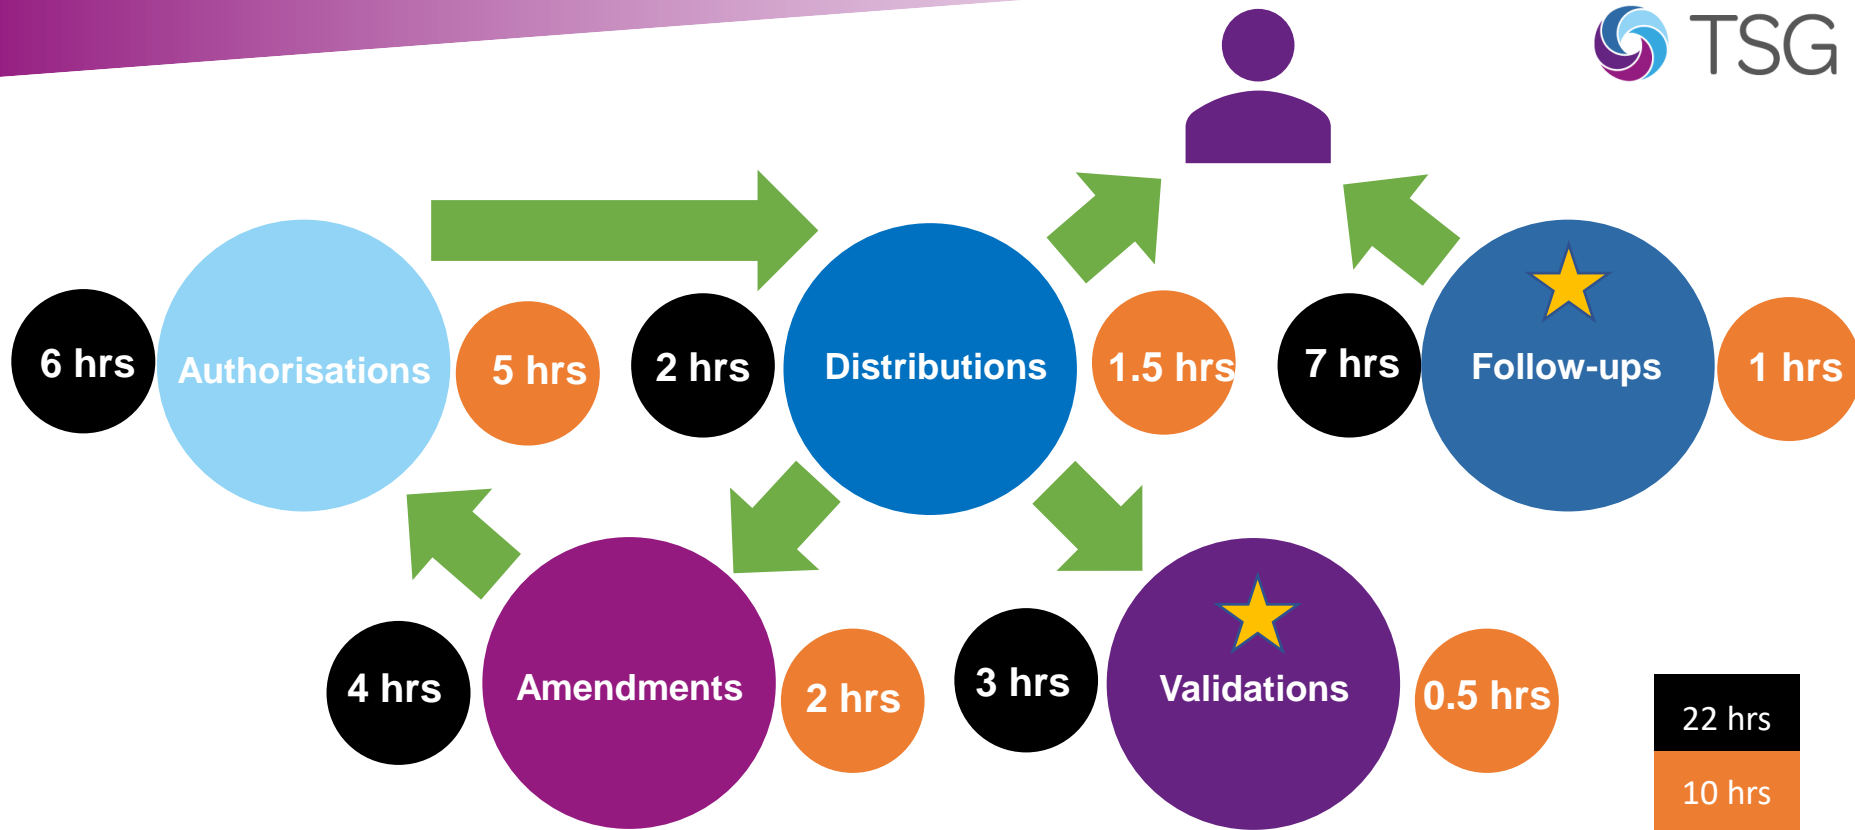 TSG
6 hrs
Authorisations
5 hrs
2 hrs
Distributions
1.5 hrs
7 hrs
Follow-ups
1 hrs
4 hrs
Amendments
2 hrs
3 hrs
Validations
0.5 hrs
22 hrs
10 hrs